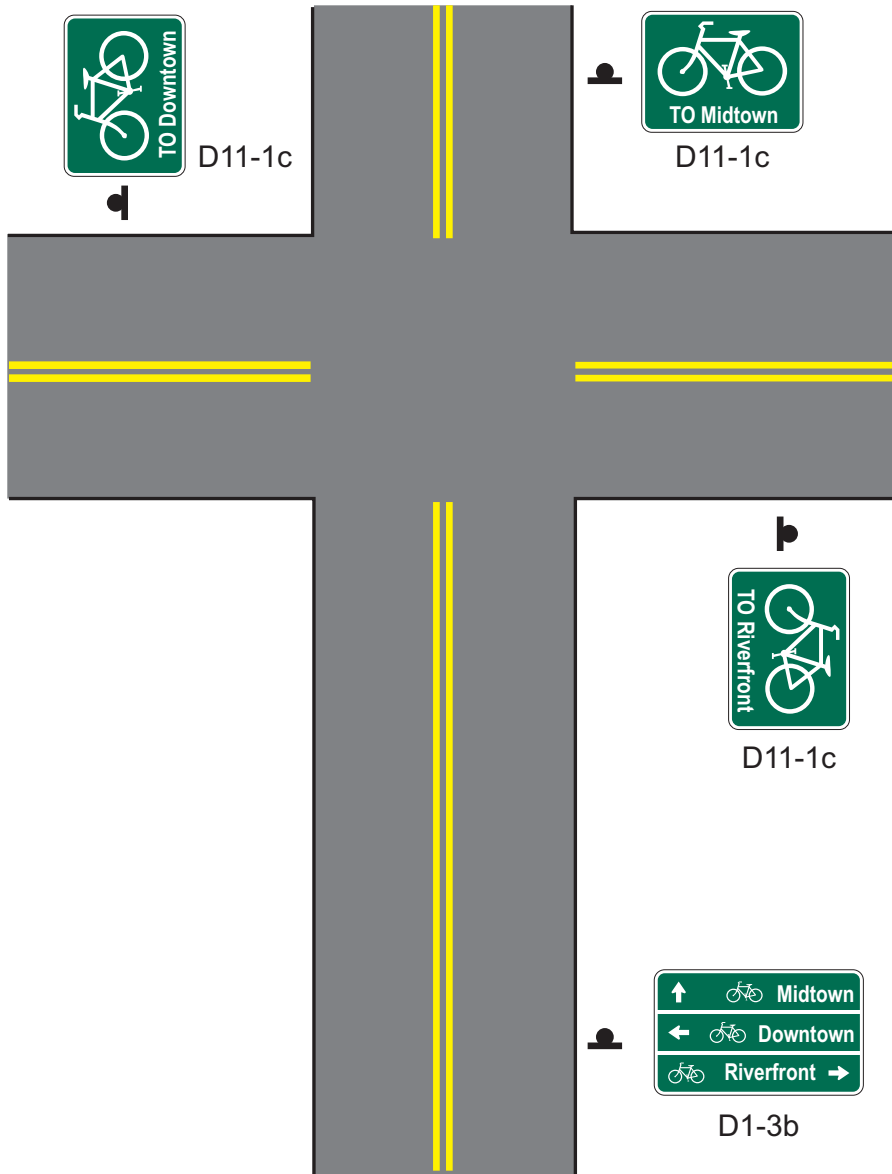 TO Downtown
D11-1c
TO Midtown
D11-1c
TO Riverfront
D11-1c
Midtown
Downtown
Riverfront
D1-3b